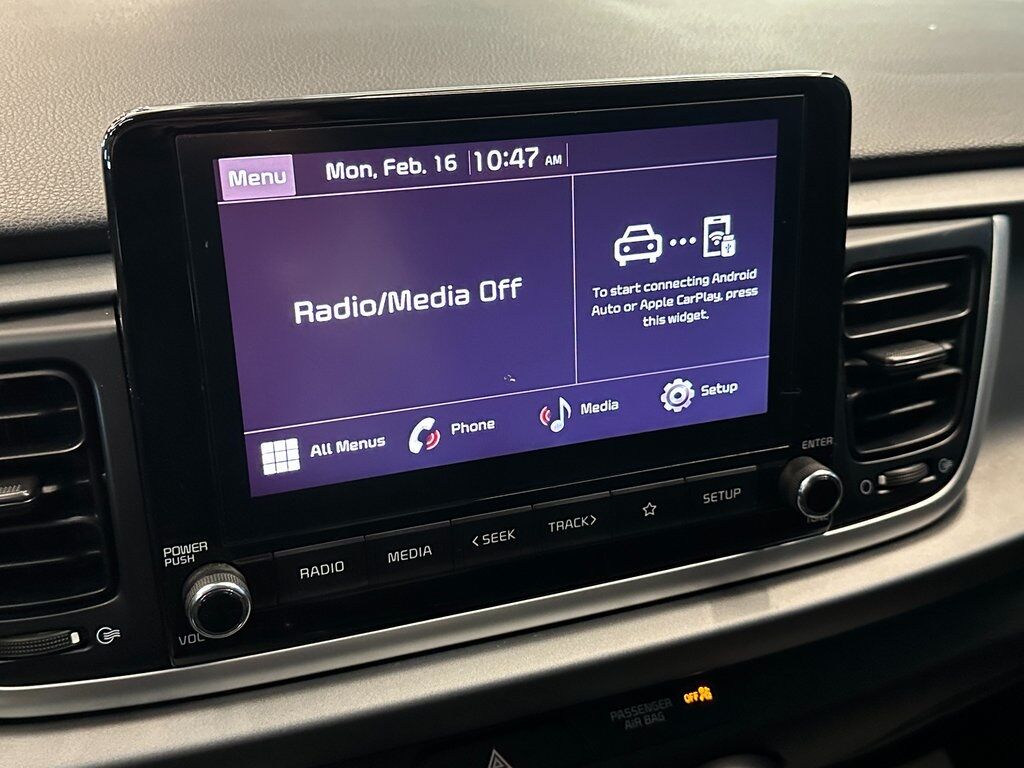 Menu
Mon, Feb. 16
10:47 AM
Radio/Media Off
To start connecting Android
Auto or Apple CarPlay, press
this widget.
All Menus
Phone
Media
Setup
POWER
PUSH
VOL
RADIO
MEDIA
< SEEK
TRACK >
☆
SETUP
ENTER
TUNE
PASSENGER
AIR BAG
OFF